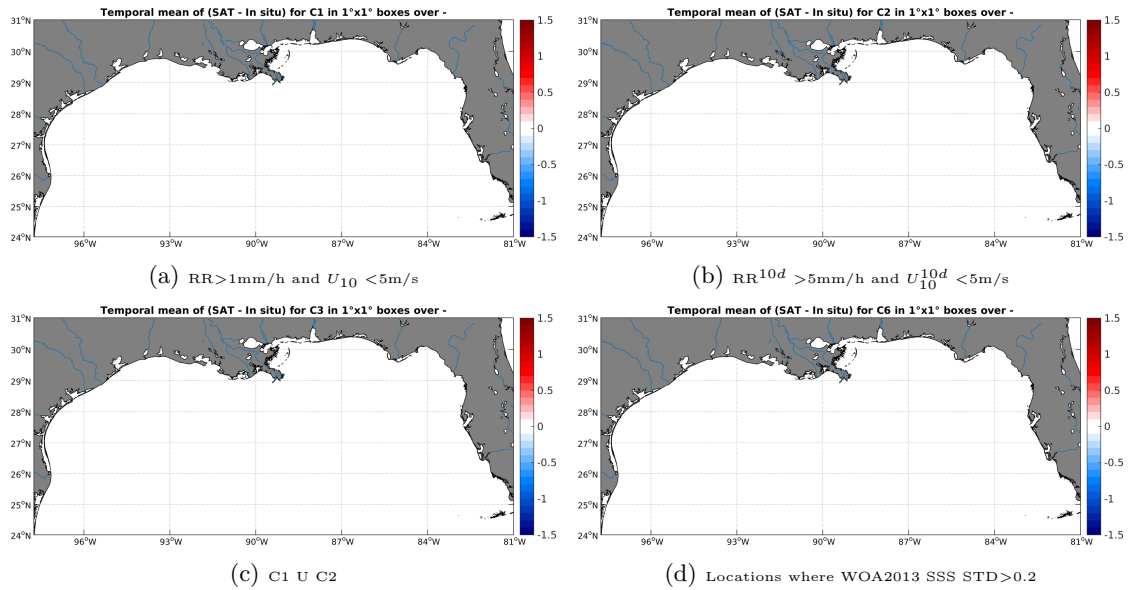 Temporal mean of (SAT - In situ) for C1 in 1°x1° boxes over -
31°N
30°N
29°N
28°N
27°N
26°N
25°N
24°N
96°W
93°W
90°W
87°W
84°W
81°W
1.5
1
0.5
0
-0.5
-1
-1.5
(a) RR>1mm/h and U10 <5m/s
Temporal mean of (SAT - In situ) for C2 in 1°x1° boxes over -
31°N
30°N
29°N
28°N
27°N
26°N
25°N
24°N
96°W
93°W
90°W
87°W
84°W
81°W
1.5
1
0.5
0
-0.5
-1
-1.5
(b) RR^10d >5mm/h and U10^10d <5m/s
Temporal mean of (SAT - In situ) for C3 in 1°x1° boxes over -
31°N
30°N
29°N
28°N
27°N
26°N
25°N
24°N
96°W
93°W
90°W
87°W
84°W
81°W
1.5
1
0.5
0
-0.5
-1
-1.5
(c) C1 U C2
Temporal mean of (SAT - In situ) for C6 in 1°x1° boxes over -
31°N
30°N
29°N
28°N
27°N
26°N
25°N
24°N
96°W
93°W
90°W
87°W
84°W
81°W
1.5
1
0.5
0
-0.5
-1
-1.5
(d) Locations where WOA2013 SSS STD>0.2